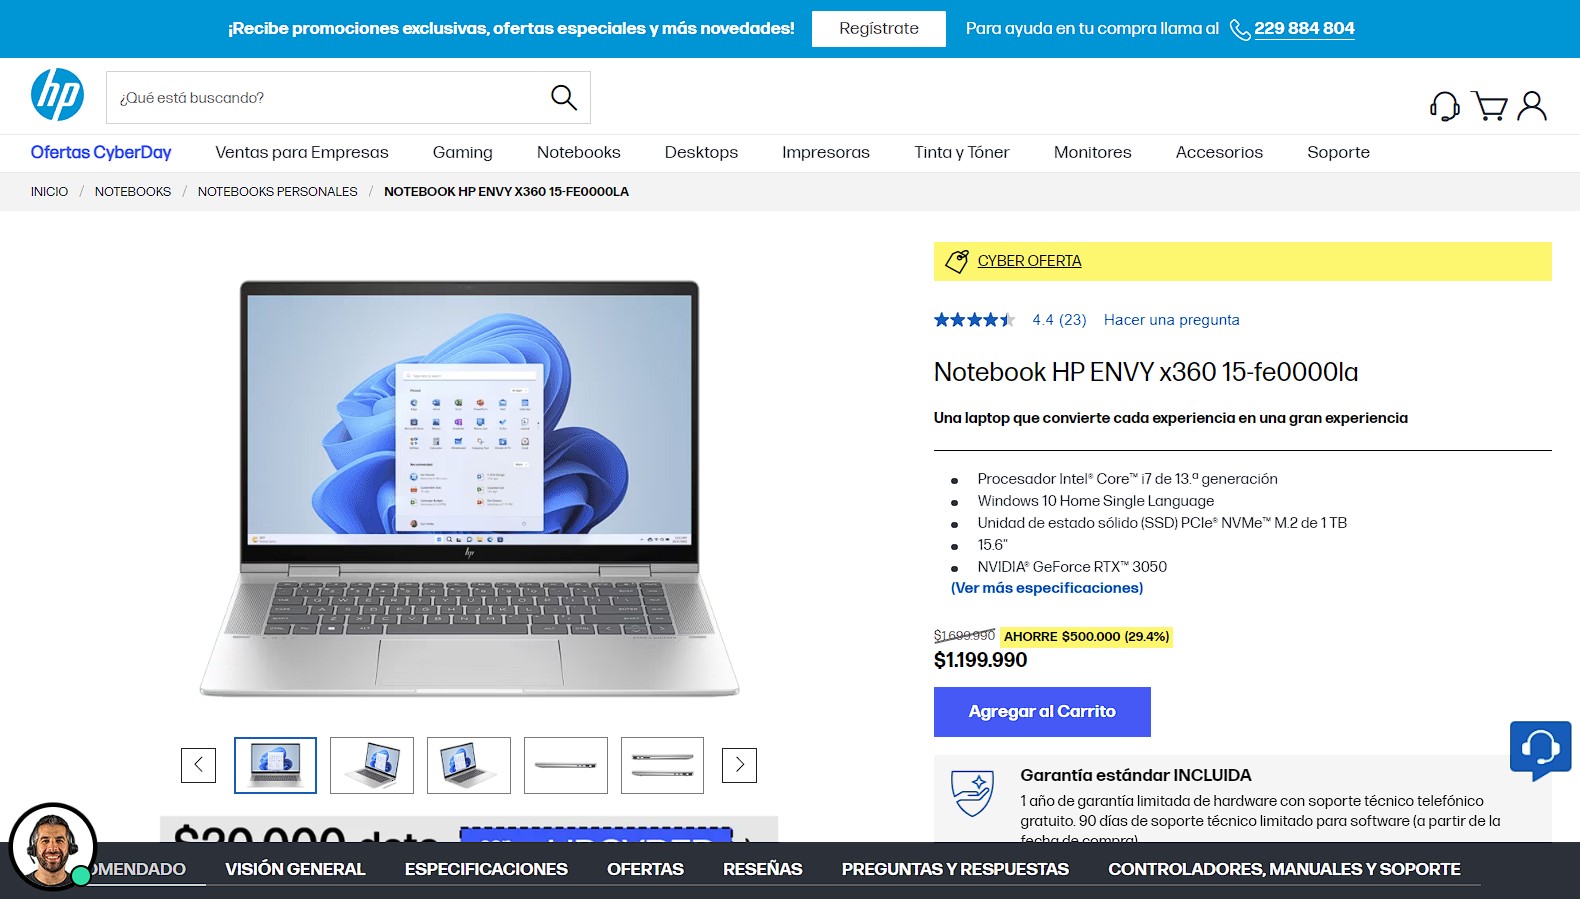 ¡Recibe promociones exclusivas, ofertas especiales y más novedades!
Regístrate
Para ayuda en tu compra llama al 229 884 804
hp
¿Qué está buscando?
Ofertas CyberDay
Ventas para Empresas
Gaming
Notebooks
Desktops
Impresoras
Tinta y Tóner
Monitores
Accesorios
Soporte
INICIO / NOTEBOOKS / NOTEBOOKS PERSONALES / NOTEBOOK HP ENVY X360 15-FE0000LA
CYBER OFERTA
4.4 (23) Hacer una pregunta
Notebook HP ENVY x360 15-fe0000la
Una laptop que convierte cada experiencia en una gran experiencia
Procesador Intel® Core™ i7 de 13.ª generación
Windows 10 Home Single Language
Unidad de estado sólido (SSD) PCIe® NVMe™ M.2 de 1 TB
15.6"
NVIDIA® GeForce RTX™ 3050
(Ver más especificaciones)
$1.699.990 AHORRE $500.000 (29.4%)
$1.199.990
Agregar al Carrito
Garantía estándar INCLUIDA
1 año de garantía limitada de hardware con soporte técnico telefónico
gratuito. 90 días de soporte técnico limitado para software (a partir de la
fecha de compra)
OMENDADO
VISIÓN GENERAL
ESPECIFICACIONES
OFERTAS
RESEÑAS
PREGUNTAS Y RESPUESTAS
CONTROLADORES, MANUALES Y SOPORTE